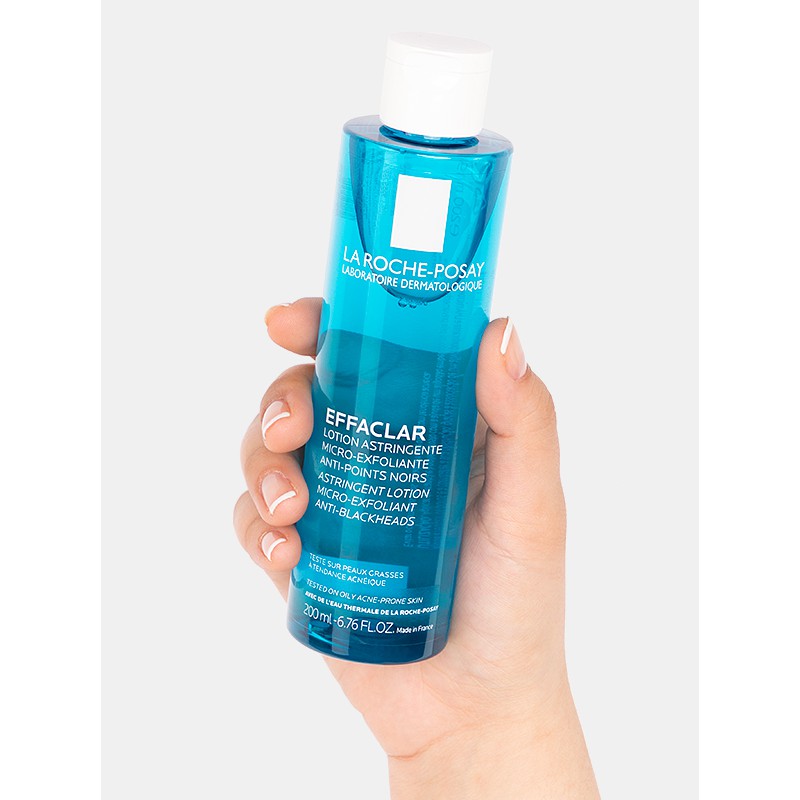 LA ROCHE-POSAY
LABORATOIRE DERMATOLOGIQUE
EFFACLAR
LOTION ASTRINGENTE
MICRO-EXFOLIANTE
ANTI-POINTS NOIRS
ASTRINGENT LOTION
MICRO-EXFOLIANT
ANTI-BLACKHEADS
TESTÉ SUR PEAUX GRASSES
À TENDANCE ACNÉIQUE
TESTED ON OILY ACNE-PRONE SKIN
AVEC DE L'EAU THERMALE DE LA ROCHE-POSAY
200 ml - 6.76 FL.OZ. Made in France